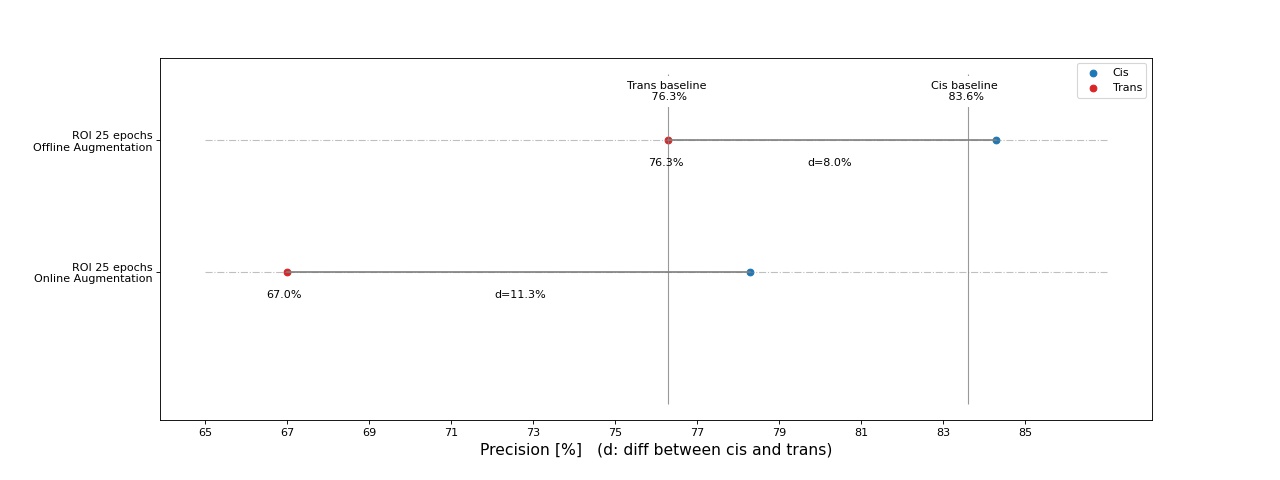 Trans baseline
76.3%
Cis baseline
83.6%
Cis
Trans
ROI 25 epochs
Offline Augmentation
76.3%
d=8.0%
ROI 25 epochs
Online Augmentation
67.0%
d=11.3%
65 67 69 71 73 75 77 79 81 83 85
Precision [%] (d: diff between cis and trans)